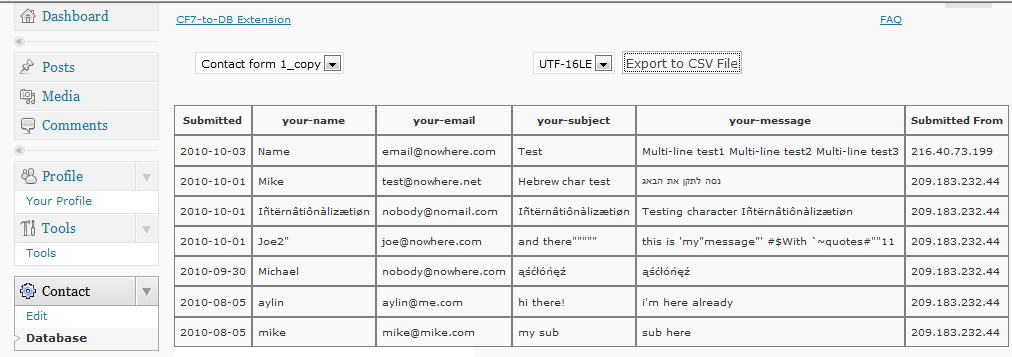 Dashboard
Posts
Media
Comments
Profile
Your Profile
Tools
Tools
Contact
Edit
Database
CF7-to-DB Extension FAQ
Contact form 1_copy UTF-16LE Export to CSV File
Submitted your-name your-email your-subject your-message Submitted From
2010-10-03 Name email@nowhere.com Test Multi-line test1 Multi-line test2 Multi-line test3 216.40.73.199
2010-10-01 Mike test@nowhere.net Hebrew char test נסה לתקן את הבאג 209.183.232.44
2010-10-01 Iñtërnâtiônàlizætiøn nobody@nomail.com Iñtërnâtiônàlizætiøn Testing character Iñtërnâtiônàlizætiøn 209.183.232.44
2010-10-01 Joe2" joe@nowhere.com and there""""" this is 'my"message"' #$With `~quotes#""11 209.183.232.44
2010-09-30 Michael nobody@nowhere.com ąśćłóńęź ąśćłóńęź 209.183.232.44
2010-08-05 aylin aylin@me.com hi there! i'm here already 209.183.232.44
2010-08-05 mike mike@mike.com my sub sub here 209.183.232.44